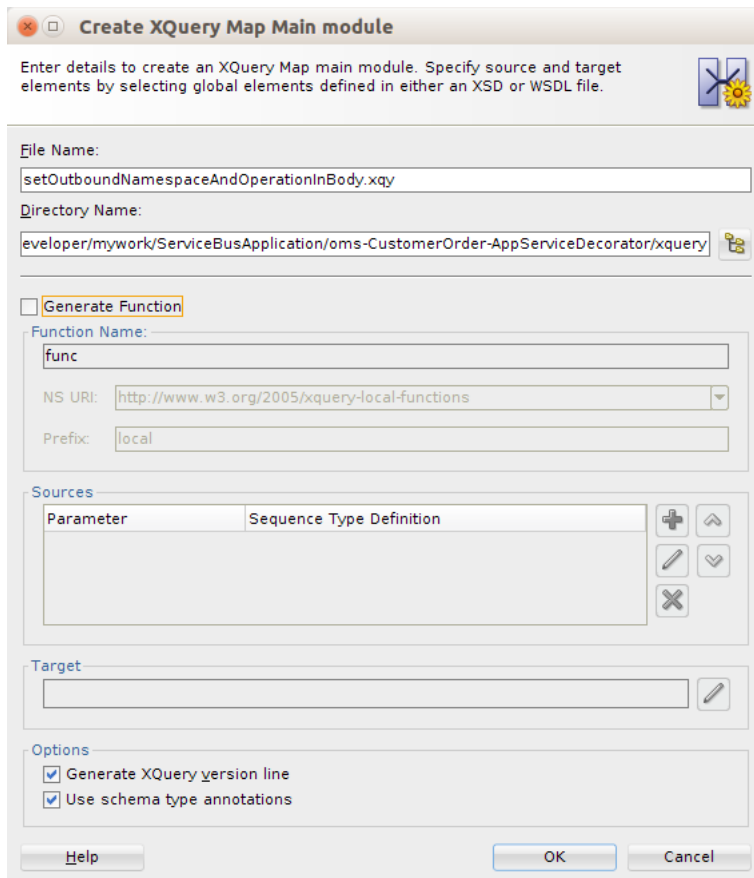 Create XQuery Map Main module
Enter details to create an XQuery Map main module. Specify source and target
elements by selecting global elements defined in either an XSD or WSDL file.
File Name:
setOutboundNamespaceAndOperationInBody.xqy
Directory Name:
eveloper/mywork/ServiceBusApplication/oms-CustomerOrder-AppServiceDecorator/xquery
Generate Function
Function Name:
func
NS URI: http://www.w3.org/2005/xquery-local-functions
Prefix: local
Sources
Parameter Sequence Type Definition
Target
Options
Generate XQuery version line
Use schema type annotations
Help OK Cancel